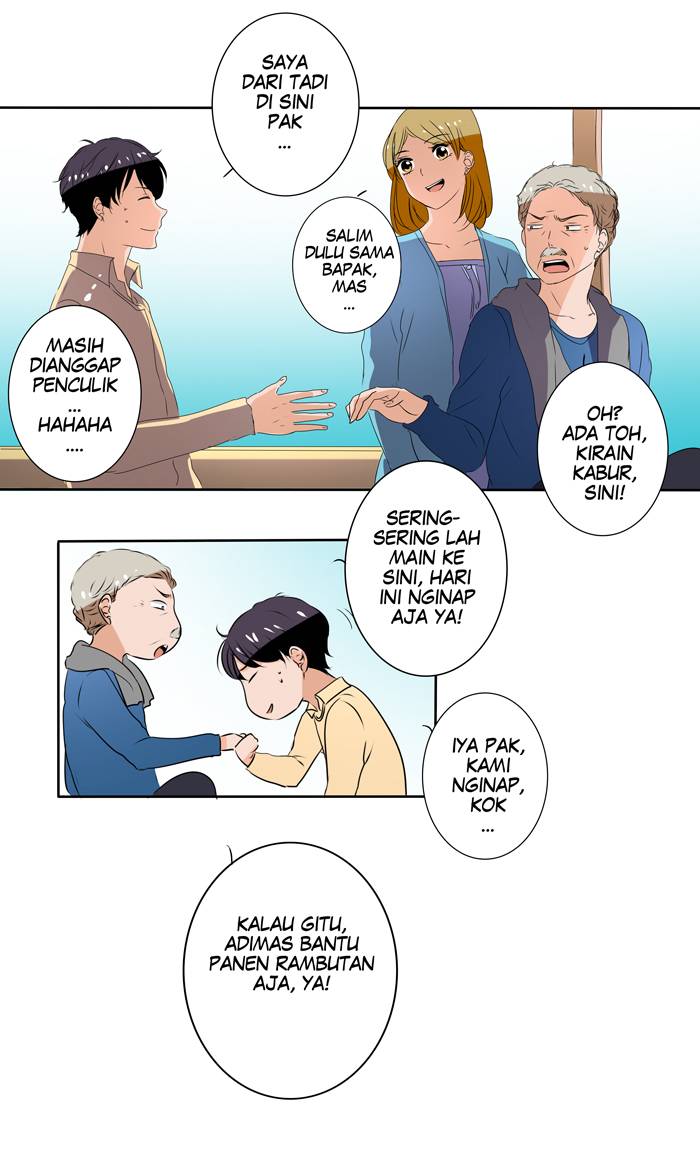 SAYA
DARI TADI
DI SINI
PAK
...
SALIM
DULU SAMA
BAPAK,
MAS
...
MASIH
DIANGGAP
PENCULIK
...
HAHAHA
....
OH?
ADA TOH,
KIRAIN
KABUR,
SINI!
SERING-
SERING LAH
MAIN KE
SINI, HARI
INI NGINAP
AJA YA!
IYA PAK,
KAMI
NGINAP,
KOK
...
KALAU GITU,
ADIMAS BANTU
PANEN RAMBUTAN
AJA, YA!